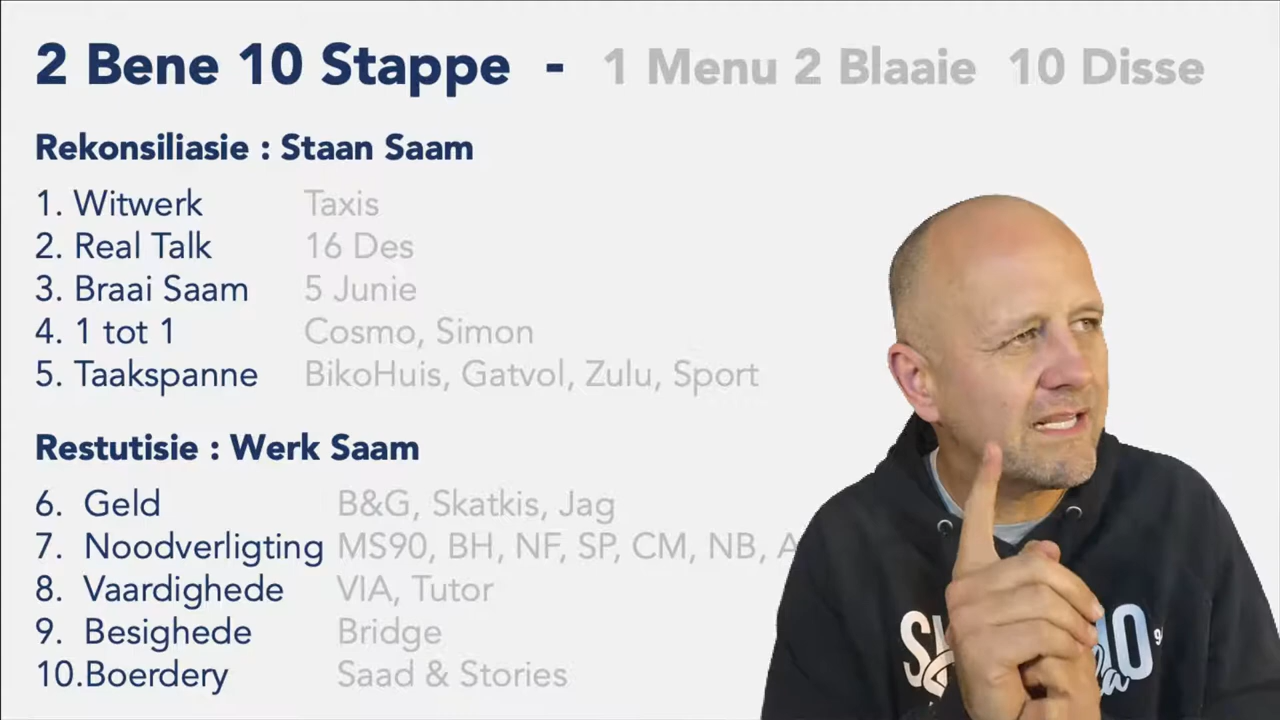 2 Bene 10 Stappe - 1 Menu 2 Blaaie 10 Disse
Rekonsiliasie : Staan Saam
1. Witwerk Taxis
2. Real Talk 16 Des
3. Braai Saam 5 Junie
4. 1 tot 1 Cosmo, Simon
5. Taakspanne BikoHuis, Gatvol, Zulu, Sport
Restutisie : Werk Saam
6. Geld B&G, Skatkis, Jag
7. Noodverligting MS90, BH, NF, SP, CM, NB, A
8. Vaardighede VIA, Tutor
9. Besighede Bridge
10.Boerdery Saad & Stories